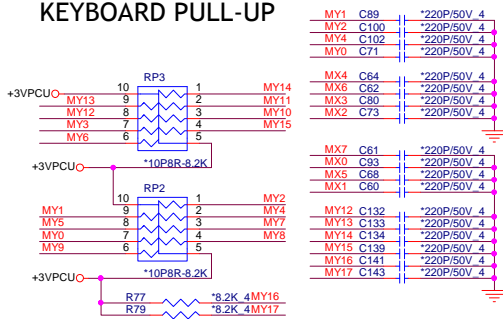 KEYBOARD PULL-UP
RP3
+3VPCU 10 1 MY14
MY13 9 2 MY11
MY12 8 3 MY10
MY3 7 4 MY15
MY6 6 5
+3VPCU *10P8R-8.2K
RP2
10 1 MY2
MY1 9 2 MY4
MY5 8 3 MY7
MY0 7 4 MY8
MY9 6 5
+3VPCU *10P8R-8.2K
R77 *8.2K_4 MY16
R79 *8.2K_4 MY17
MY1 C89 *220P/50V_4
MY2 C100 *220P/50V_4
MY4 C102 *220P/50V_4
MY0 C71 *220P/50V_4
MX4 C64 *220P/50V_4
MX6 C62 *220P/50V_4
MX3 C80 *220P/50V_4
MX2 C73 *220P/50V_4
MX7 C61 *220P/50V_4
MX0 C93 *220P/50V_4
MX5 C68 *220P/50V_4
MX1 C60 *220P/50V_4
MY12 C132 *220P/50V_4
MY13 C133 *220P/50V_4
MY14 C134 *220P/50V_4
MY15 C139 *220P/50V_4
MY16 C141 *220P/50V_4
MY17 C143 *220P/50V_4